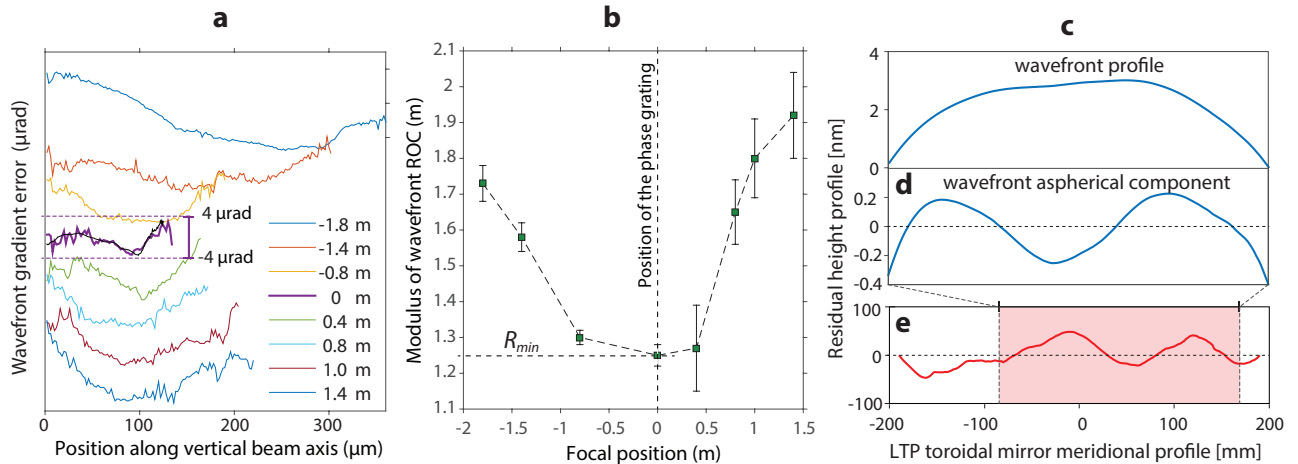 a
Wavefront gradient error (μrad)
4 μrad
-4 μrad
-1.8 m
-1.4 m
-0.8 m
0 m
0.4 m
0.8 m
1.0 m
1.4 m
0 100 200 300
Position along vertical beam axis (μm)
b
Modulus of wavefront ROC (m)
2.1
2.0
1.9
1.8
1.7
1.6
1.5
1.4
1.3
1.2
1.1
Position of the phase grating
Rmin
-2 -1.5 -1 -0.5 0 0.5 1 1.5
Focal position (m)
c
Residual height profile [nm]
wavefront profile
4
2
0
d
wavefront aspherical component
0.2
0
-0.2
-0.4
e
100
0
-100
-200 -100 0 100 200
LTP toroidal mirror meridional profile [mm]